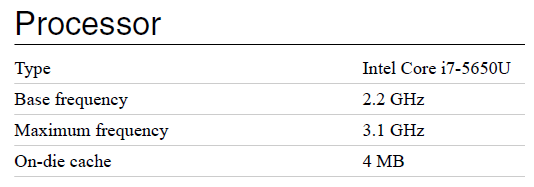 Processor
Type Intel Core i7-5650U
Base frequency 2.2 GHz
Maximum frequency 3.1 GHz
On-die cache 4 MB